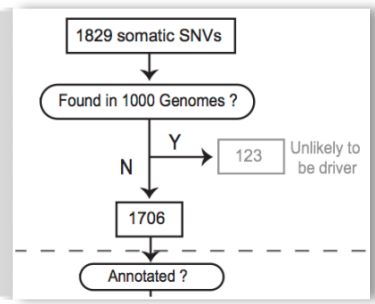 1829 somatic SNVs
Found in 1000 Genomes ?
Y
123
Unlikely to
be driver
N
1706
Annotated ?